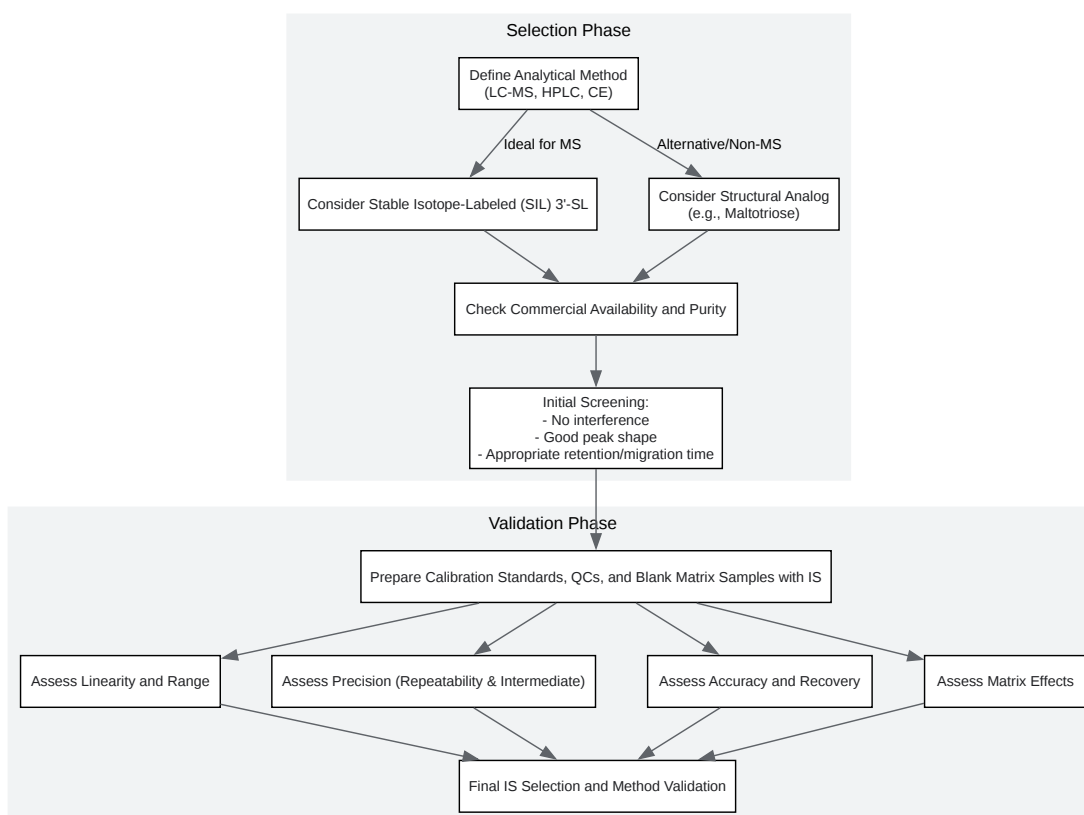 Selection Phase
Define Analytical Method
(LC-MS, HPLC, CE)
Ideal for MS
Alternative/Non-MS
Consider Stable Isotope-Labeled (SIL) 3'-SL
Consider Structural Analog
(e.g., Maltotriose)
Check Commercial Availability and Purity
Initial Screening:
- No interference
- Good peak shape
- Appropriate retention/migration time
Validation Phase
Prepare Calibration Standards, QCs, and Blank Matrix Samples with IS
Assess Linearity and Range
Assess Precision (Repeatability & Intermediate)
Assess Accuracy and Recovery
Assess Matrix Effects
Final IS Selection and Method Validation